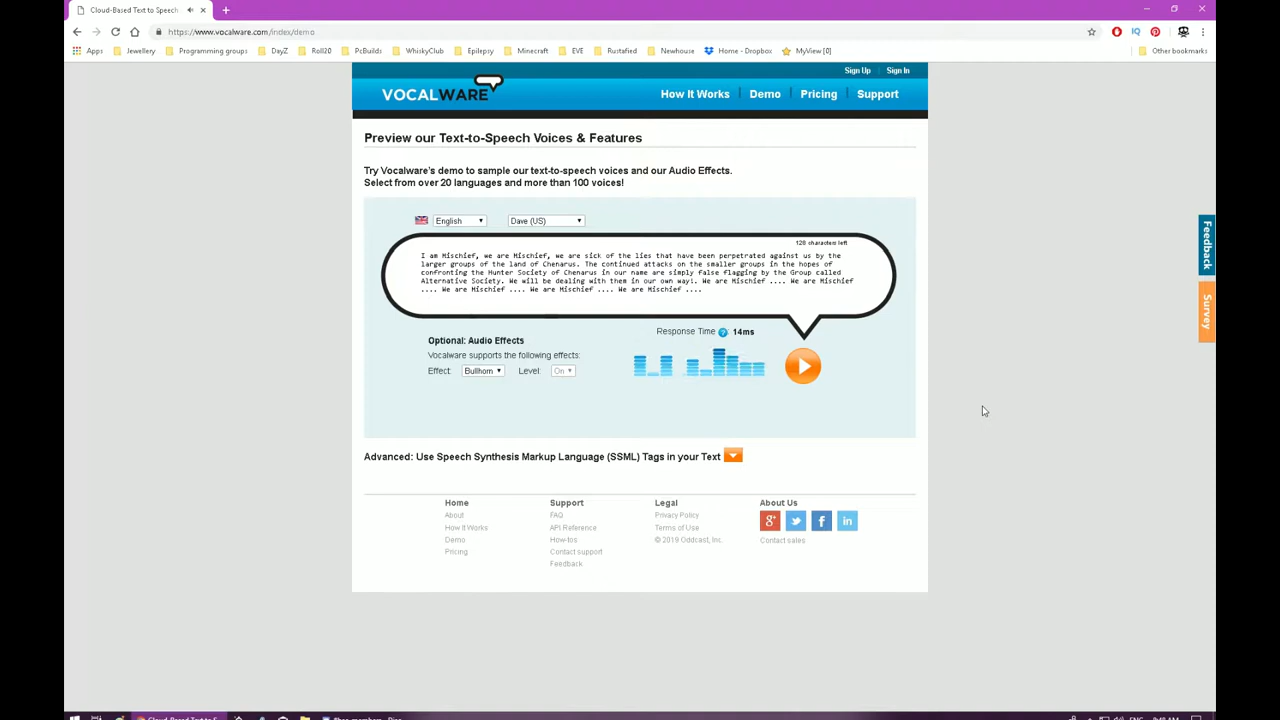 Cloud-Based Text to Speech
https://www.vocalware.com/index/demo
Apps Jewellery Programming groups DayZ Roll20 PcBuilds WhiskyClub Epilepsy Minecraft EVE Rustafied Newhouse Home - Dropbox MyView [0] Other bookmarks
Sign Up Sign In
VOCALWARE How It Works Demo Pricing Support
Preview our Text-to-Speech Voices & Features
Try Vocalware's demo to sample our text-to-speech voices and our Audio Effects.
Select from over 20 languages and more than 100 voices!
English Dave (US)
120 characters left
I am Mischief, we are Mischief, we are sick of the lies that have been perpetrated against us by the
larger groups of the land of Chenarus. The continued attacks on the smaller groups in the hopes of
confronting the Hunter Society of Chenarus in our name are simply false flagging by the Group called
Alternative Society. We will be dealing with them in our own way!. We are Mischief .... We are Mischief
.... We are Mischief .... We are Mischief .... We are Mischief ....
Response Time ? 14ms
Optional: Audio Effects
Vocalware supports the following effects:
Effect: Bullhorn Level: On
Advanced: Use Speech Synthesis Markup Language (SSML) Tags in your Text
Home Support Legal About Us
About FAQ Privacy Policy
How It Works API Reference Terms of Use
Demo How-tos © 2019 Oddcast, Inc. Contact sales
Pricing Contact support
Feedback
Feedback
Survey